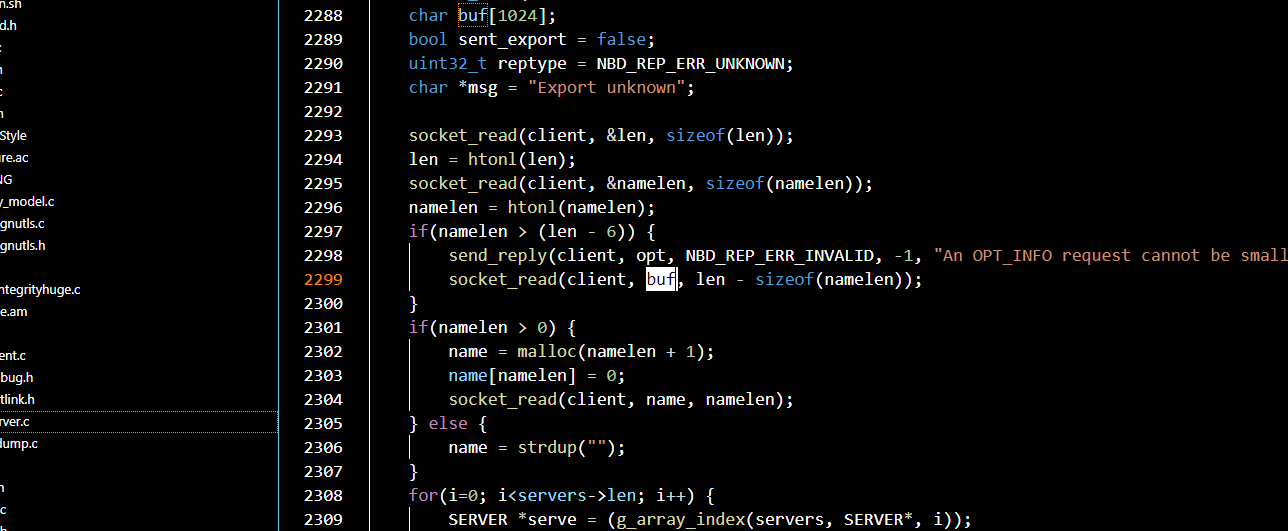 n.sh
d.h
Style
ire.ac
NG
y_model.c
gnutls.c
gnutls.h
ntegrityhuge.c
e.am
ent.c
bug.h
tlink.h
rver.c
dump.c
2288 char buf[1024];
2289 bool sent_export = false;
2290 uint32_t reptype = NBD_REP_ERR_UNKNOWN;
2291 char *msg = "Export unknown";
2292
2293 socket_read(client, &len, sizeof(len));
2294 len = htonl(len);
2295 socket_read(client, &namelen, sizeof(namelen));
2296 namelen = htonl(namelen);
2297 if(namelen > (len - 6)) {
2298 send_reply(client, opt, NBD_REP_ERR_INVALID, -1, "An OPT_INFO request cannot be small
2299 socket_read(client, buf, len - sizeof(namelen));
2300 }
2301 if(namelen > 0) {
2302 name = malloc(namelen + 1);
2303 name[namelen] = 0;
2304 socket_read(client, name, namelen);
2305 } else {
2306 name = strdup("");
2307 }
2308 for(i=0; i<servers->len; i++) {
2309 SERVER *serve = (g_array_index(servers, SERVER*, i));